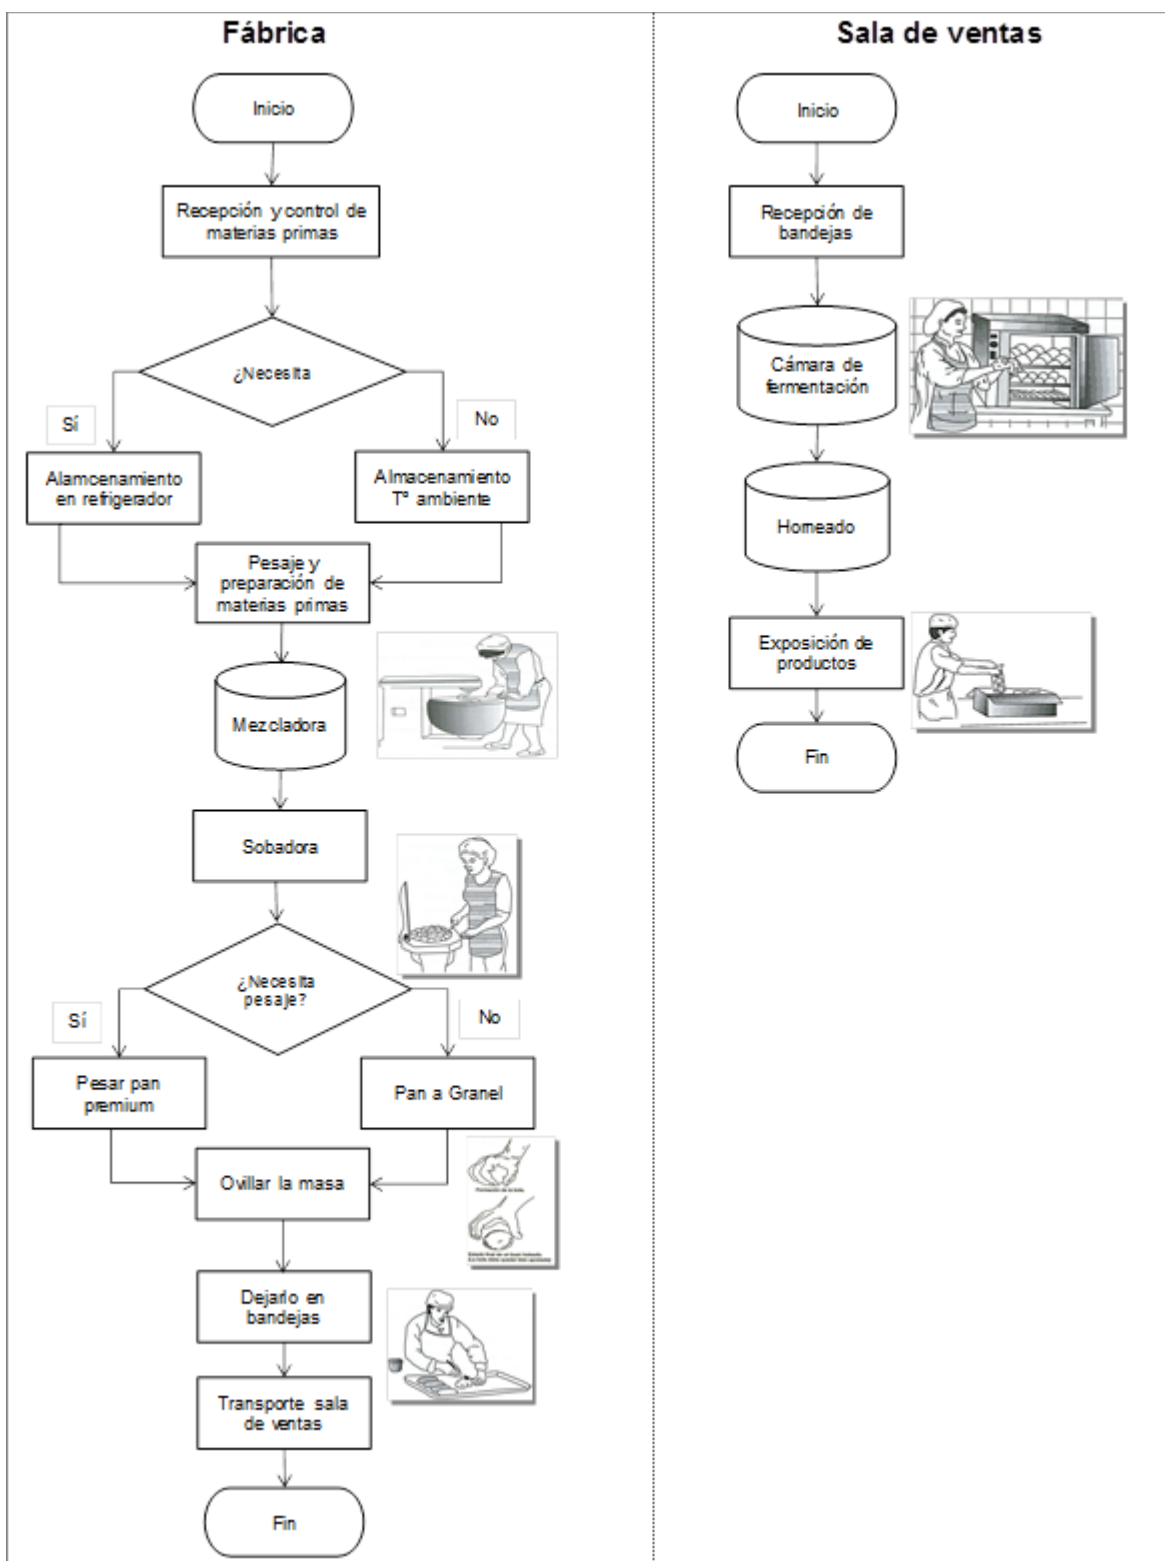 Fábrica
Inicio
Recepción y control de
materias primas
¿Necesita
Sí
No
Alamcenamiento
en refrigerador
Almacenamiento
Tº ambiente
Pesaje y
preparación de
materias primas
Mezcladora
Sobadora
¿Necesita
pesaje?
Sí
No
Pesar pan
premium
Pan a Granel
Ovillar la masa
Dejarlo en
bandejas
Transporte sala
de ventas
Fin
Sala de ventas
Inicio
Recepción de
bandejas
Cámara de
fermentación
Horneado
Exposición de
productos
Fin